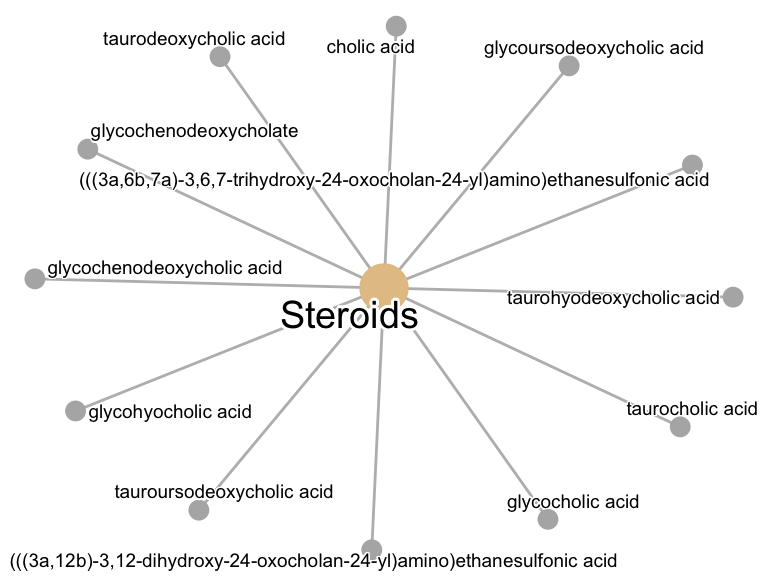 taurodeoxycholic acid
cholic acid
glycoursodeoxycholic acid
glycochenodeoxycholate
(((3a,6b,7a)-3,6,7-trihydroxy-24-oxocholan-24-yl)amino)ethanesulfonic acid
glycochenodeoxycholic acid
taurohyodeoxycholic acid
Steroids
glycohyocholic acid
taurocholic acid
tauroursodeoxycholic acid
glycocholic acid
(((3a,12b)-3,12-dihydroxy-24-oxocholan-24-yl)amino)ethanesulfonic acid